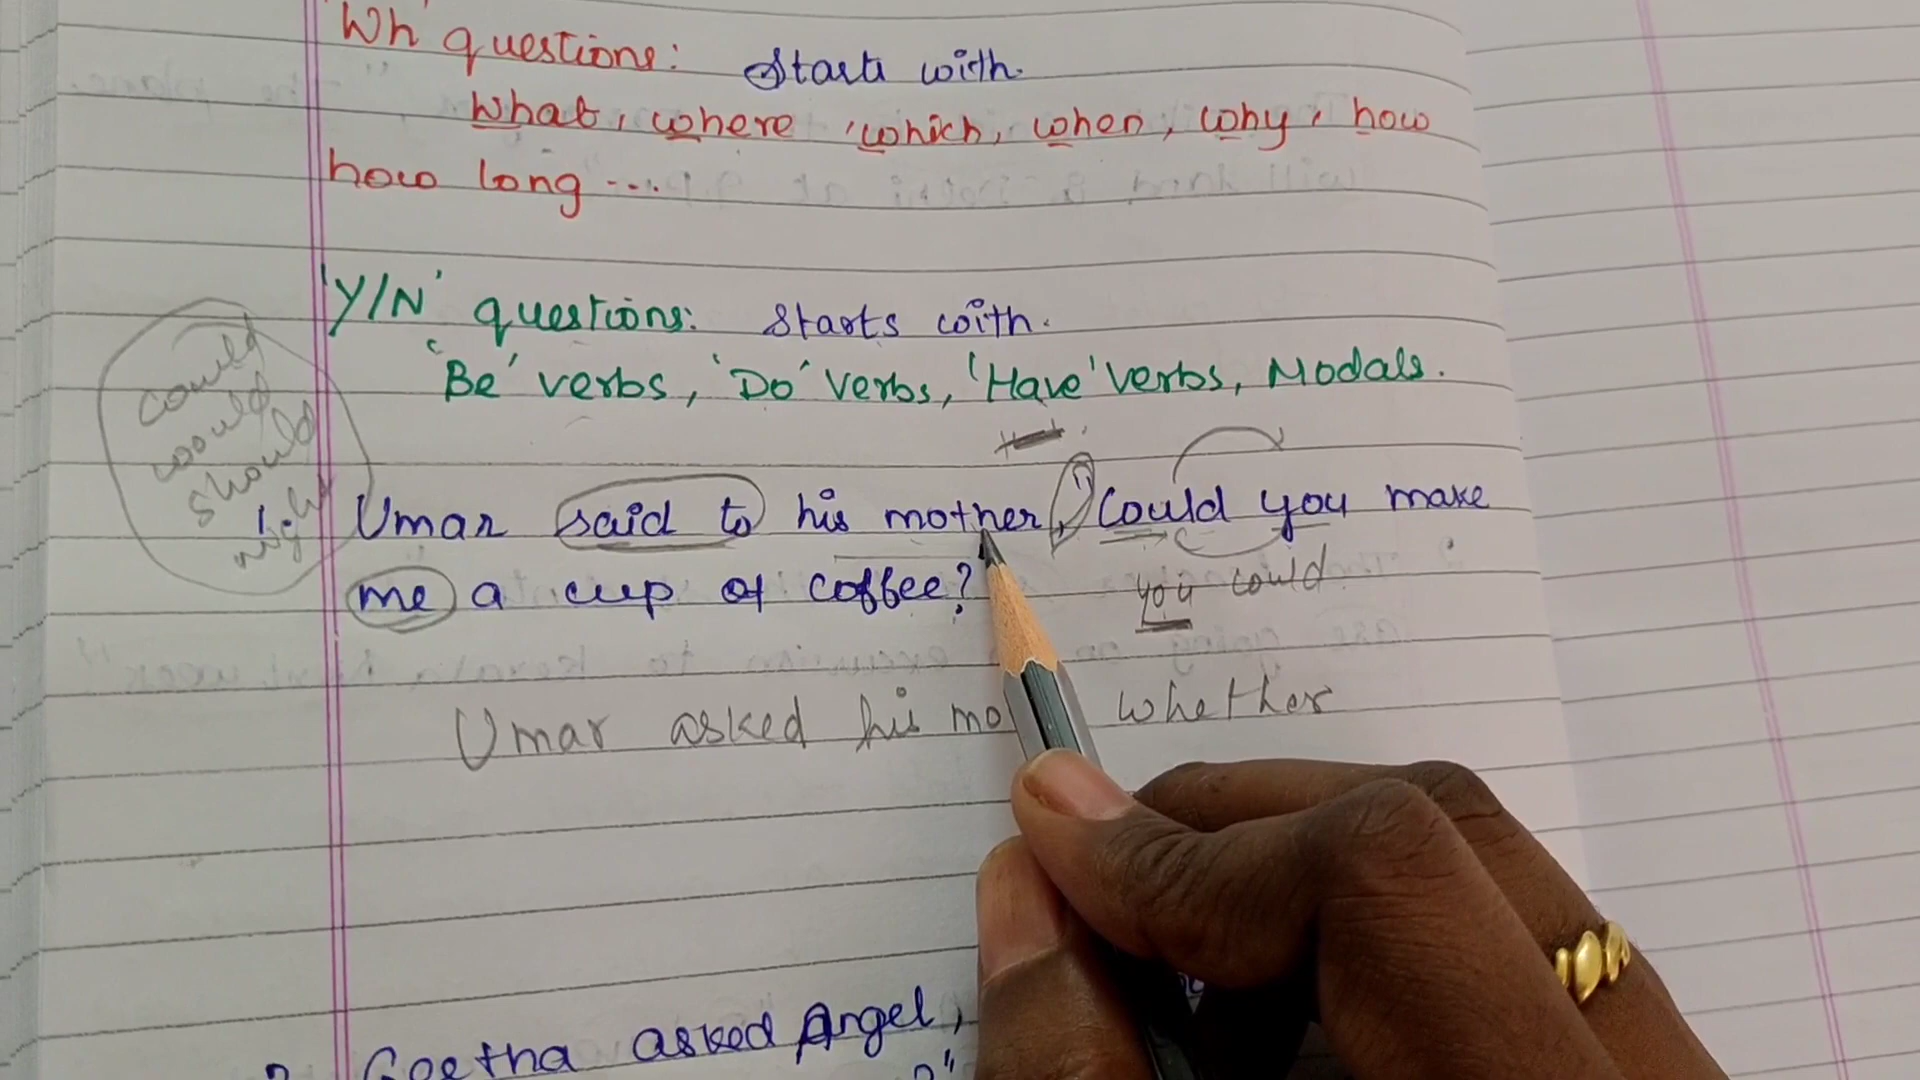 'Wh' questions: Starts with.
What, where, which, when, why, how
how long ....
'Y/N' questions: Starts with.
'Be' verbs, 'Do' verbs, 'Have' verbs, Modals.
could
would
should
might
1. Umar said to his mother, "Could you make
me a cup of coffee?"
you could
Umar asked his mo whether
Geetha asked Angel,